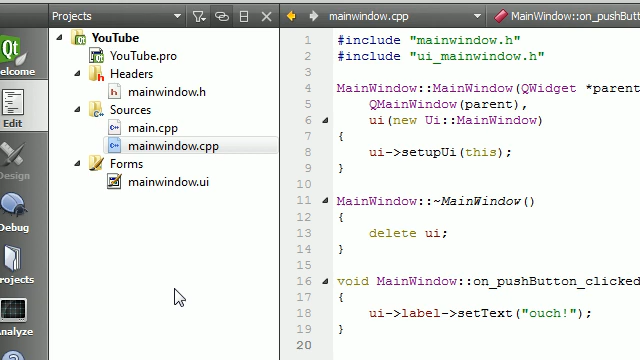 Projects
mainwindow.cpp
MainWindow::on_pushButt
Qt
YouTube
YouTube.pro
Headers
mainwindow.h
Sources
main.cpp
mainwindow.cpp
Forms
mainwindow.ui
Qt
elcome
Edit
Design
Debug
rojects
nalyze
1 #include "mainwindow.h"
2 #include "ui_mainwindow.h"
3
4 MainWindow::MainWindow(QWidget *parent
5 QMainWindow(parent),
6 ui(new Ui::MainWindow)
7 {
8 ui->setupUi(this);
9 }
10
11 MainWindow::~MainWindow()
12 {
13 delete ui;
14 }
15
16 void MainWindow::on_pushButton_clicked
17 {
18 ui->label->setText("ouch!");
19 }
20